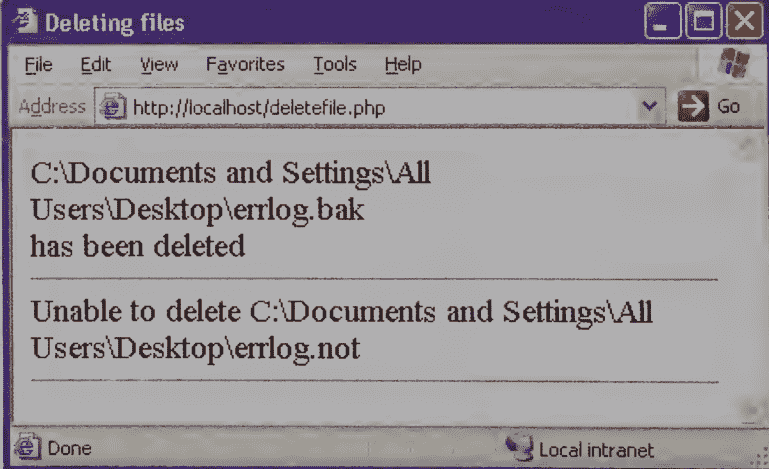 Deleting files
File Edit View Favorites Tools Help
Address http://localhost/deletefile.php Go
C:\Documents and Settings\All
Users\Desktop\errlog.bak
has been deleted
Unable to delete C:\Documents and Settings\All
Users\Desktop\errlog.not
Done Local intranet